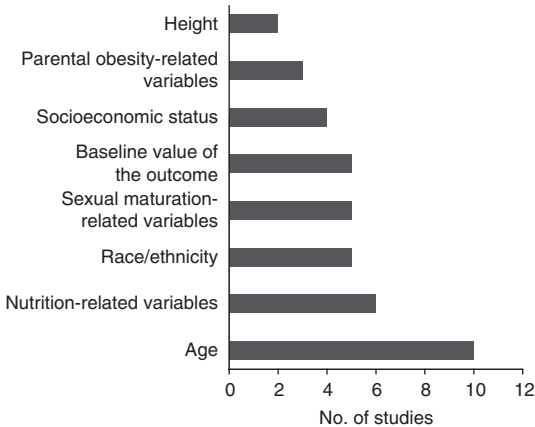 Height
Parental obesity-related
variables
Socioeconomic status
Baseline value of
the outcome
Sexual maturation-
related variables
Race/ethnicity
Nutrition-related variables
Age
0 2 4 6 8 10 12
No. of studies